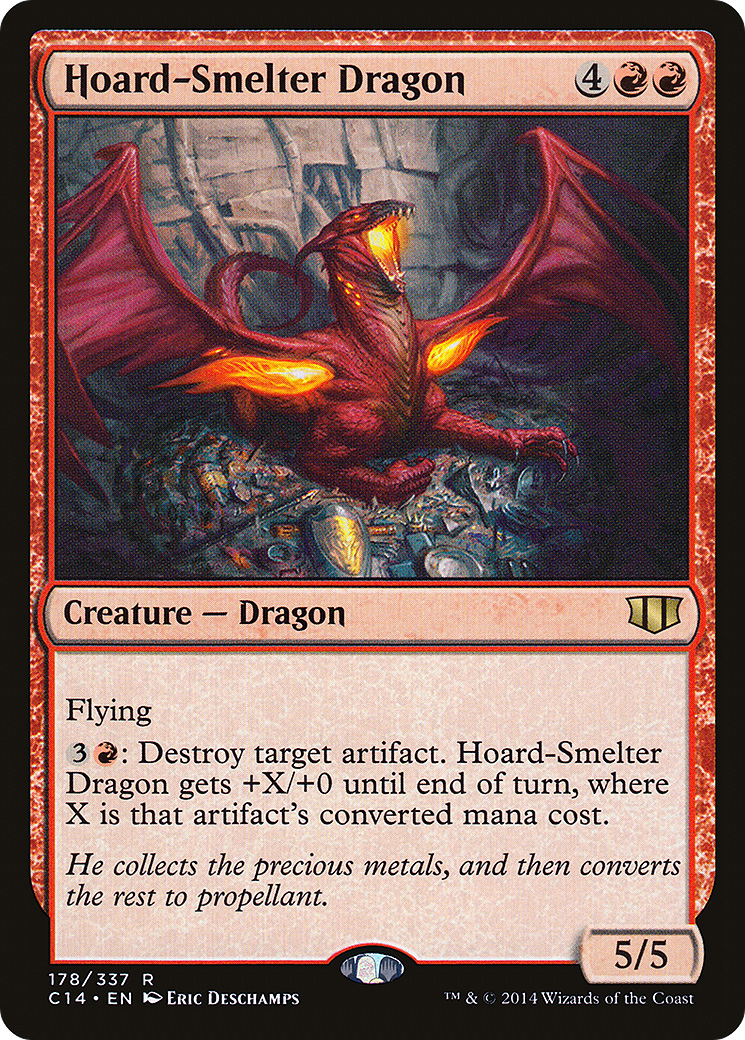 Hoard-Smelter Dragon 4
Creature — Dragon
Flying
3 : Destroy target artifact. Hoard-Smelter
Dragon gets +X/+0 until end of turn, where
X is that artifact's converted mana cost.
He collects the precious metals, and then converts
the rest to propellant.
5/5
178/337 R
C14 • EN Eric Deschamps
™ & © 2014 Wizards of the Coast